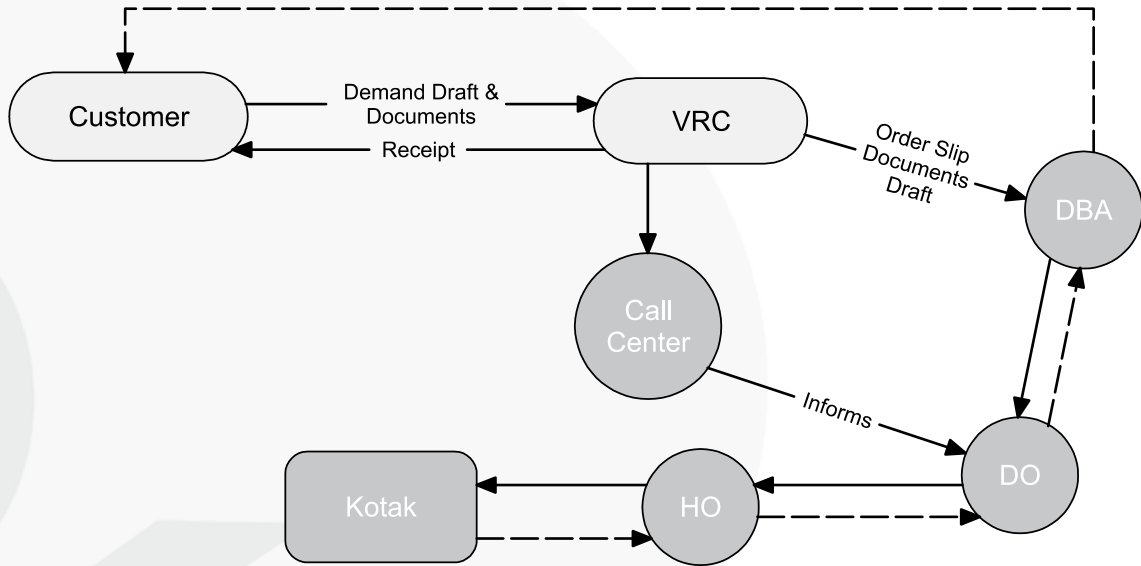 Customer
Demand Draft &
Documents
Receipt
VRC
Order Slip
Documents
Draft
DBA
Call
Center
Informs
DO
HO
Kotak